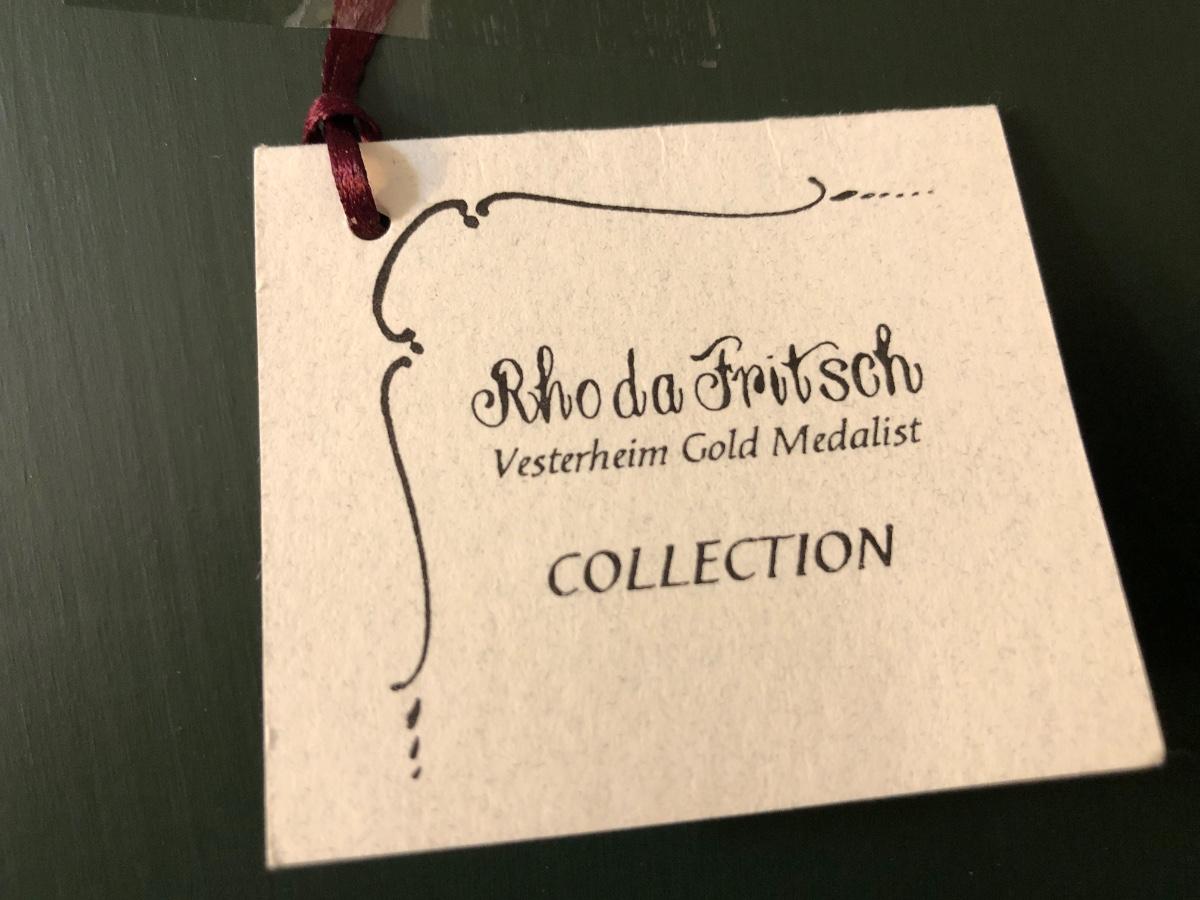 Rhoda Fritsch
Vesterheim Gold Medalist
COLLECTION